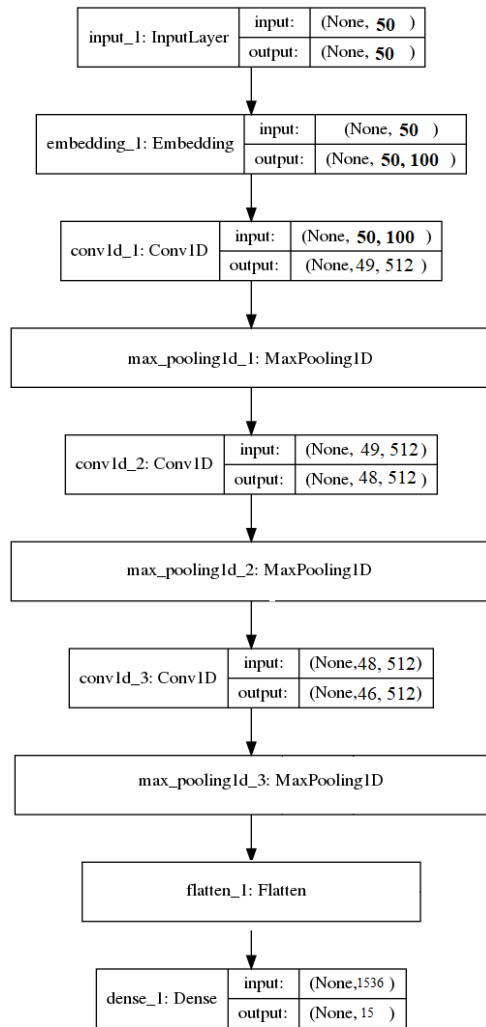 input_1: InputLayer input: (None, 50 )
output: (None, 50 )
embedding_1: Embedding input: (None, 50 )
output: (None, 50, 100 )
conv1d_1: Conv1D input: (None, 50, 100 )
output: (None,49, 512 )
max_pooling1d_1: MaxPooling1D
conv1d_2: Conv1D input: (None, 49, 512)
output: (None, 48, 512)
max_pooling1d_2: MaxPooling1D
conv1d_3: Conv1D input: (None,48, 512)
output: (None,46, 512)
max_pooling1d_3: MaxPooling1D
flatten_1: Flatten
dense_1: Dense input: (None,1536 )
output: (None, 15 )